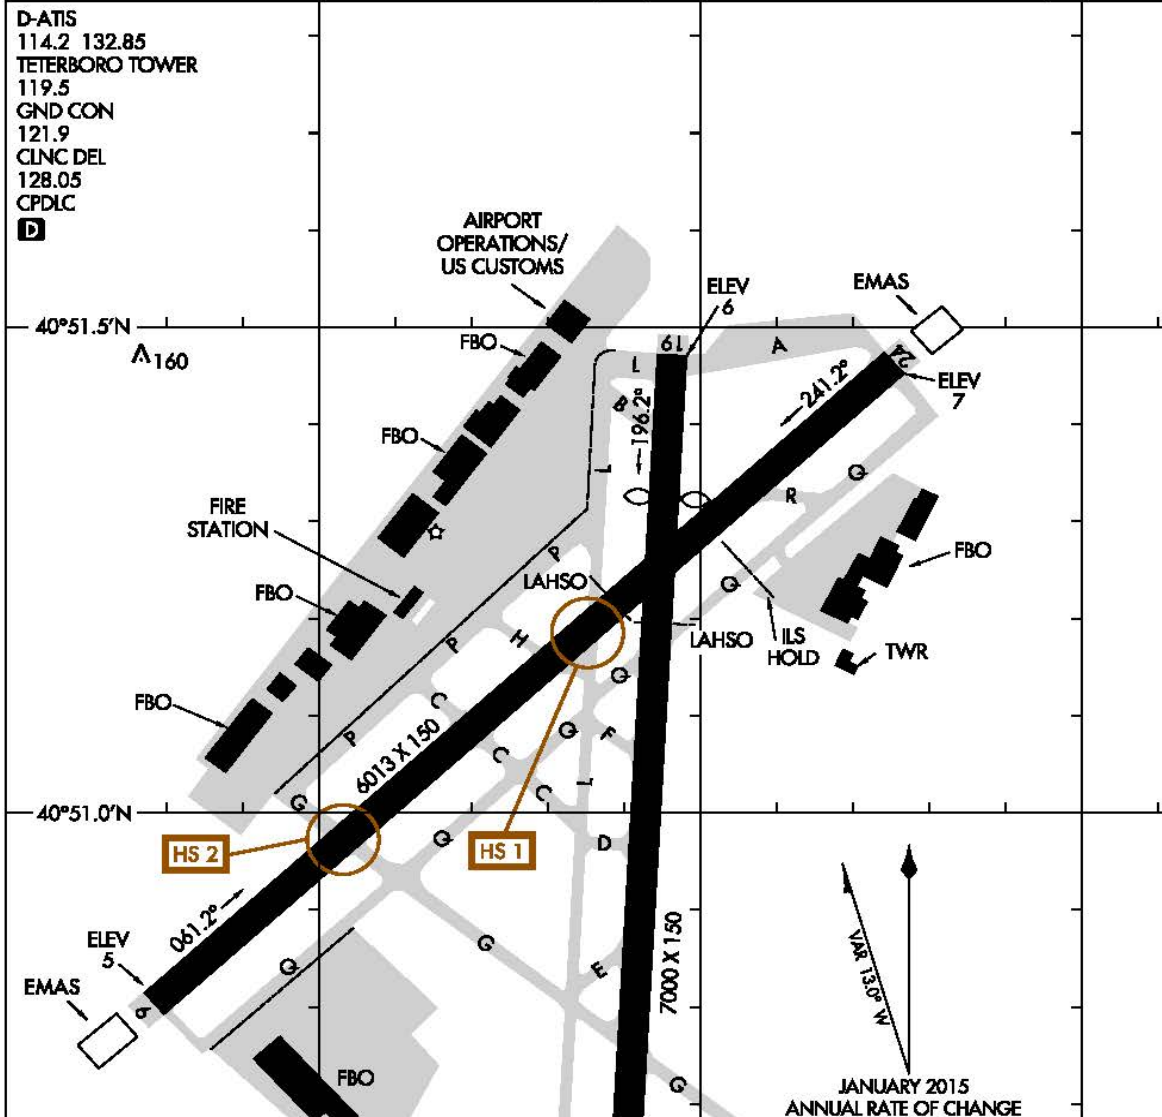 D-ATIS
114.2 132.85
TETERBORO TOWER
119.5
GND CON
121.9
CLNC DEL
128.05
CPDLC
D
AIRPORT
OPERATIONS/
US CUSTOMS
ELEV
6
EMAS
40°51.5'N
160
FBO
19
A
24
L
ELEV
7
B
196.2°
241.2°
FBO
L
Q
R
FIRE
STATION
P
FBO
LAHSO
Q
FBO
H
LAHSO
ILS
HOLD
TWR
P
Q
FBO
C
P
6013 X 150
C
Q
F
L
G
C
40°51.0'N
HS 2
Q
HS 1
D
061.2°
ELEV
5
G
7000 X 150
VAR 13.0° W
EMAS
Q
E
6
FBO
G
JANUARY 2015
ANNUAL RATE OF CHANGE